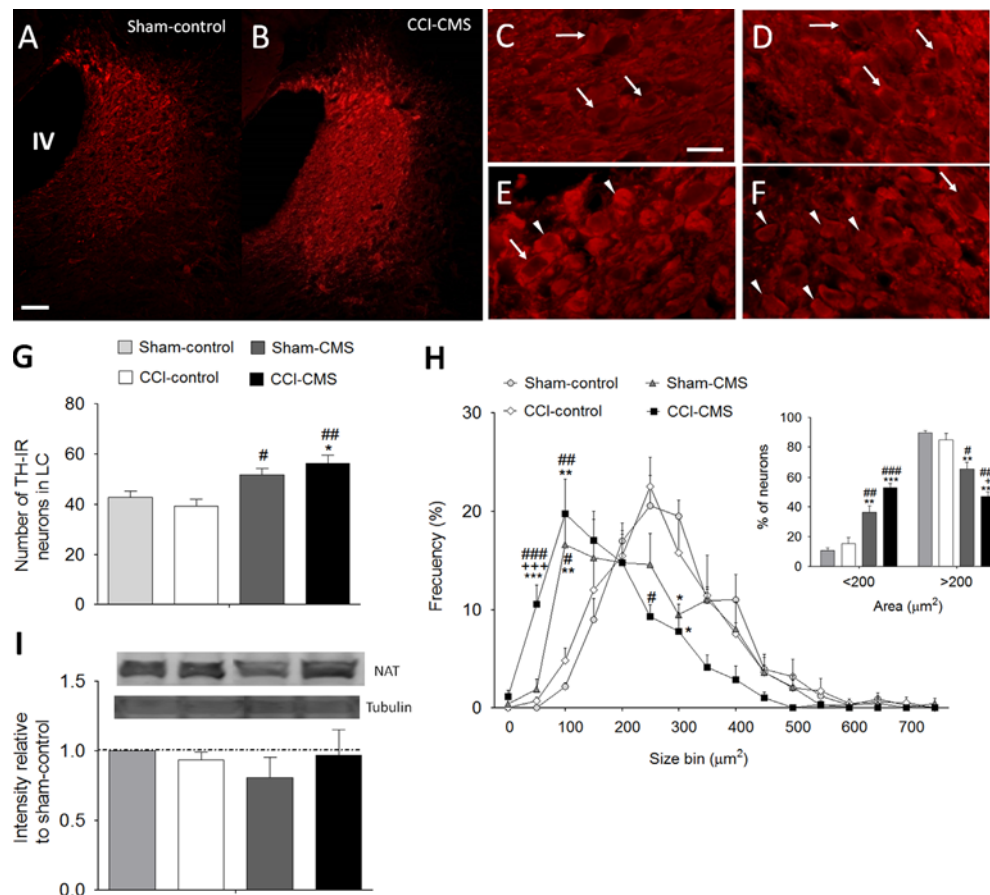 A
Sham-control
B
CCI-CMS
C
D
IV
E
F
G
Sham-control
Sham-CMS
CCI-control
CCI-CMS
Number of TH-IR
neurons in LC
80
60
40
20
0
#
##
*
H
Sham-control
Sham-CMS
CCI-control
CCI-CMS
Frecuency (%)
30
20
10
0
###
+++
***
##
**
#
**
#
*
*
0
100
200
300
400
500
600
700
Size bin (μm²)
% of neurons
100
80
60
40
20
0
##
**
###
***
#
**
<200
>200
Area (μm²)
I
NAT
Tubulin
Intensity relative
to sham-control
1.5
1.0
0.5
0.0